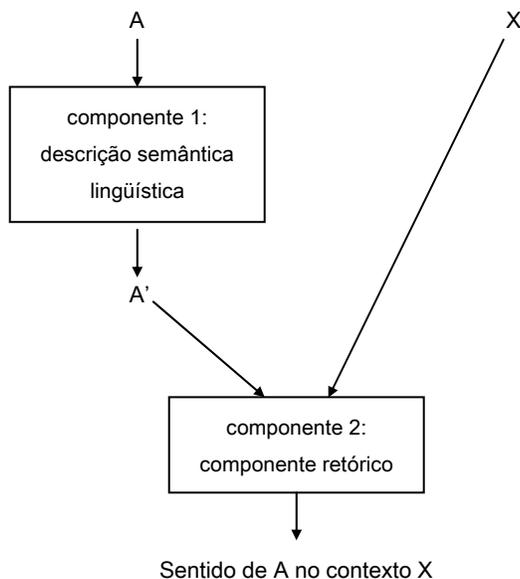 A
X
componente 1:
descrição semântica
lingüística
A’
componente 2:
componente retórico
Sentido de A no contexto X